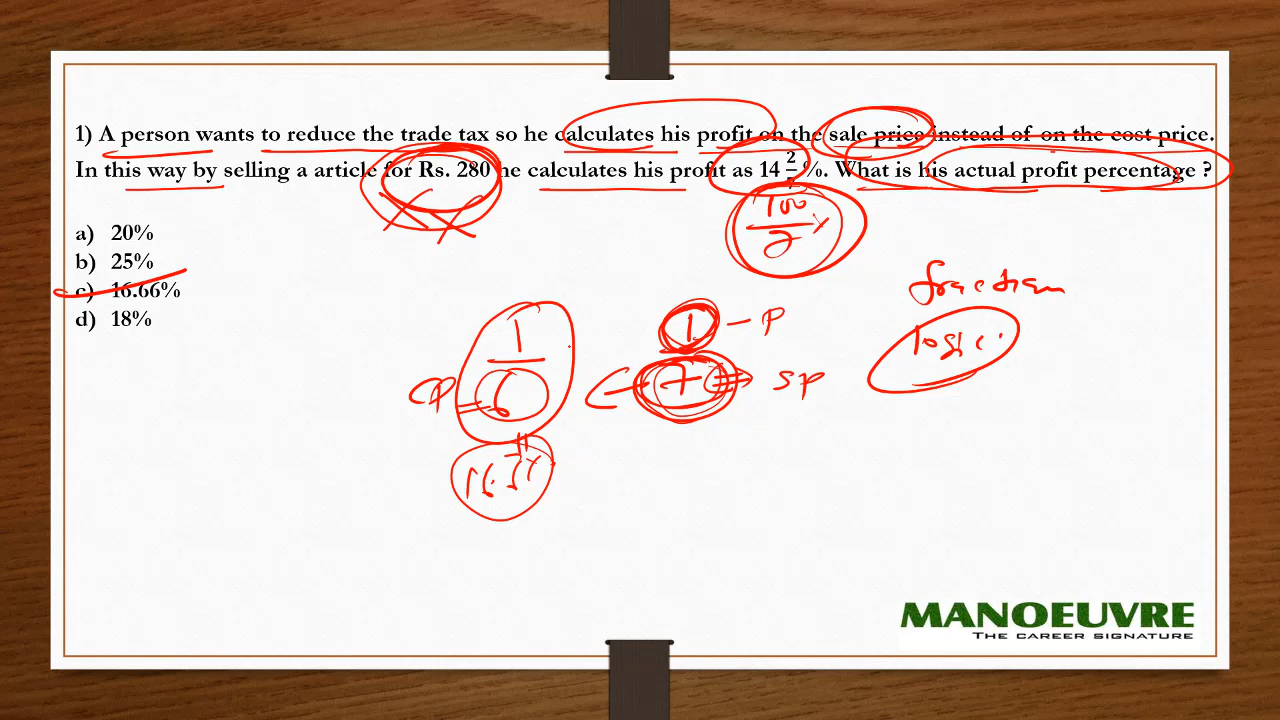 1) A person wants to reduce the trade tax so he calculates his profit on the sale price instead of on the cost price.
In this way by selling a article for Rs. 280 he calculates his profit as 14 2/7 %. What is his actual profit percentage ?
100
7
a) 20%
b) 25%
c) 16.66%
d) 18%
fraction
logic.
1
1 – P
CP 6
7 SP
MANOEUVRE
THE CAREER SIGNATURE